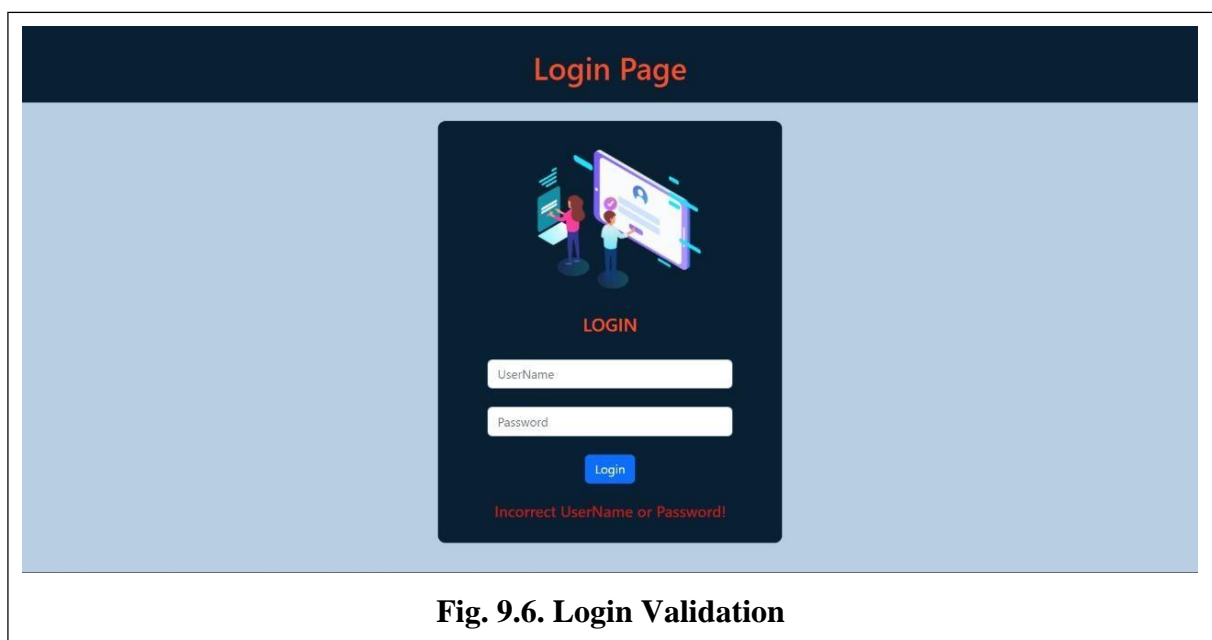 Login Page
LOGIN
UserName
Password
Login
Incorrect UserName or Password!
Fig. 9.6. Login Validation